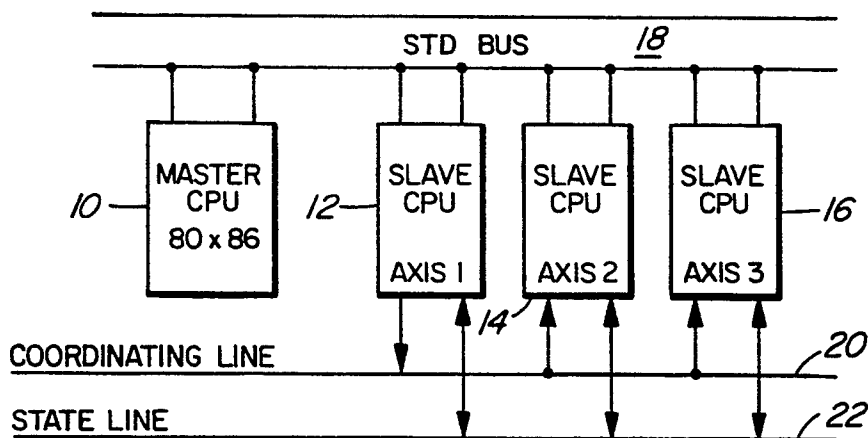 STD BUS 18
10 MASTER CPU 80 x 86
12 SLAVE CPU AXIS 1
14 SLAVE CPU AXIS 2
SLAVE CPU AXIS 3 16
COORDINATING LINE 20
STATE LINE 22